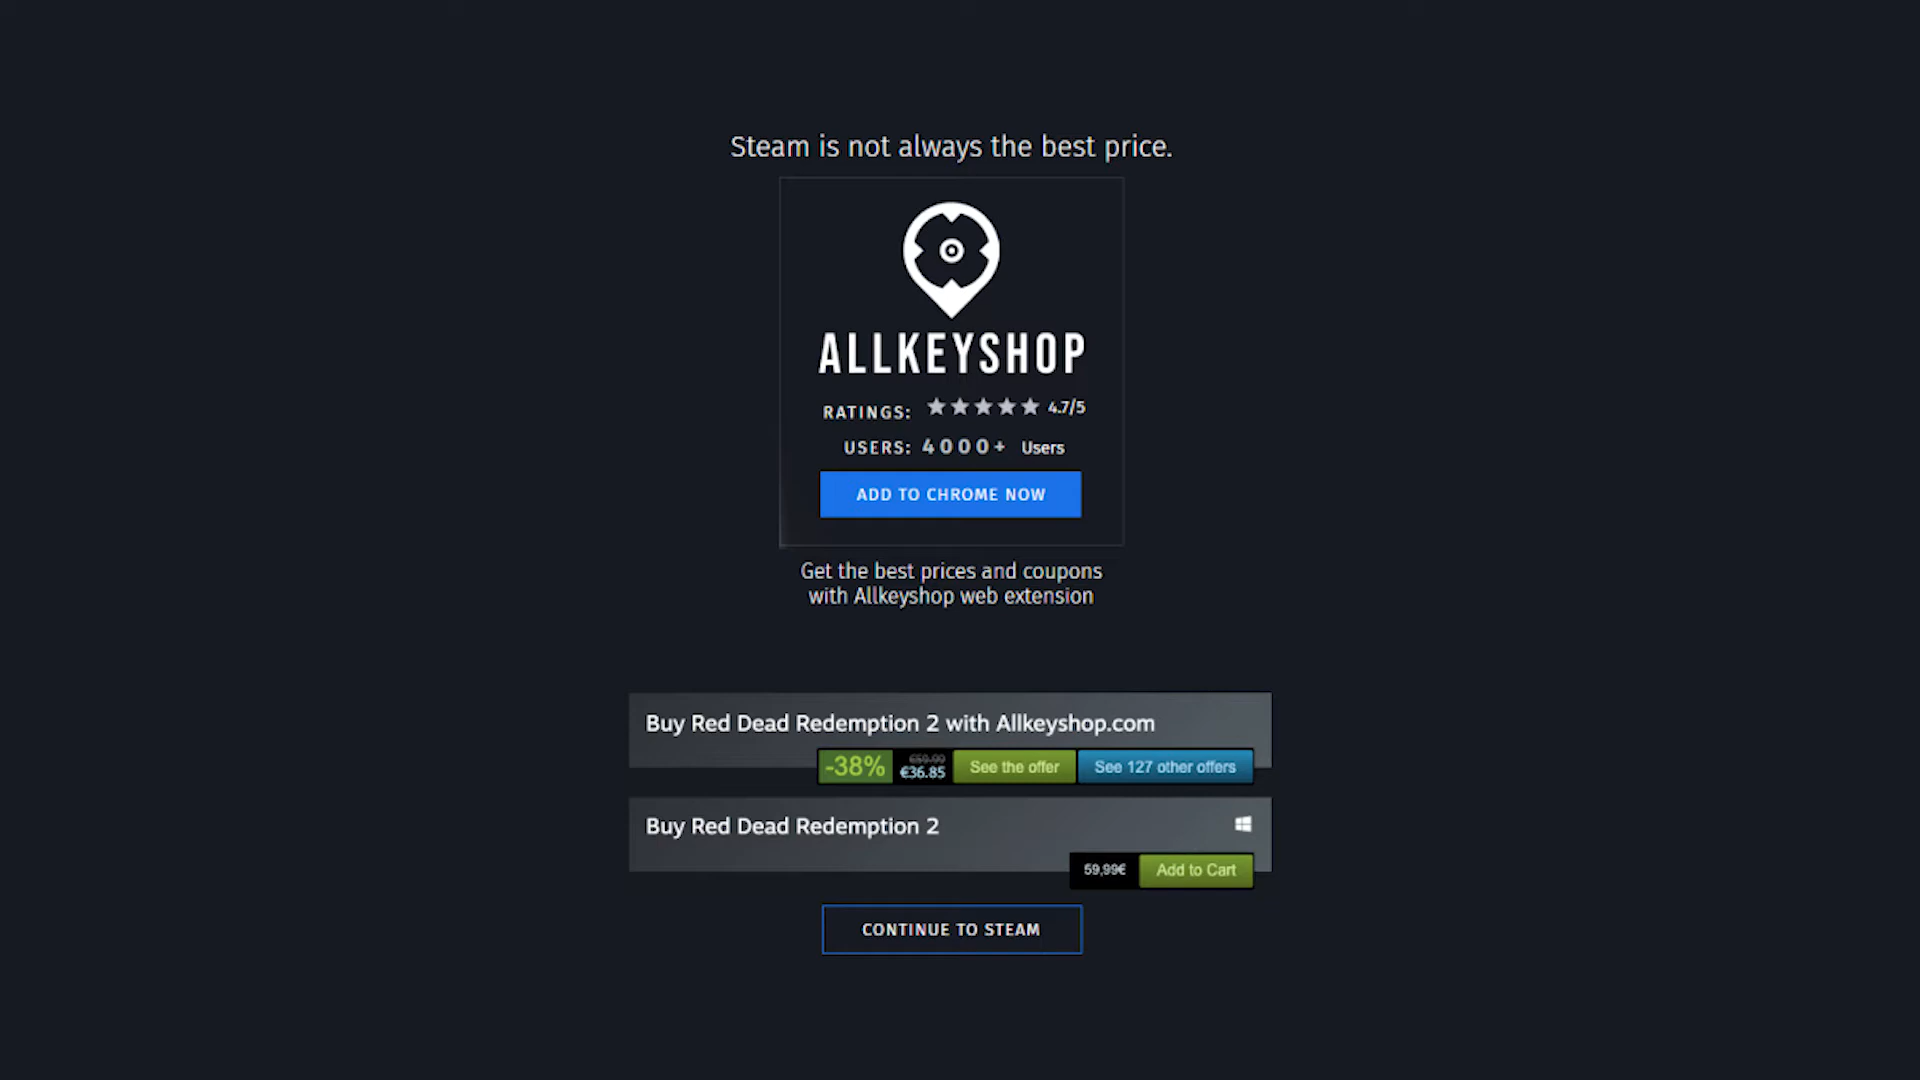 Steam is not always the best price.
ALLKEYSHOP
RATINGS: 4.7/5
USERS: 4000+ Users
ADD TO CHROME NOW
Get the best prices and coupons
with Allkeyshop web extension
Buy Red Dead Redemption 2 with Allkeyshop.com
-38% €59.99 €36.85 See the offer See 127 other offers
Buy Red Dead Redemption 2
59,99€ Add to Cart
CONTINUE TO STEAM